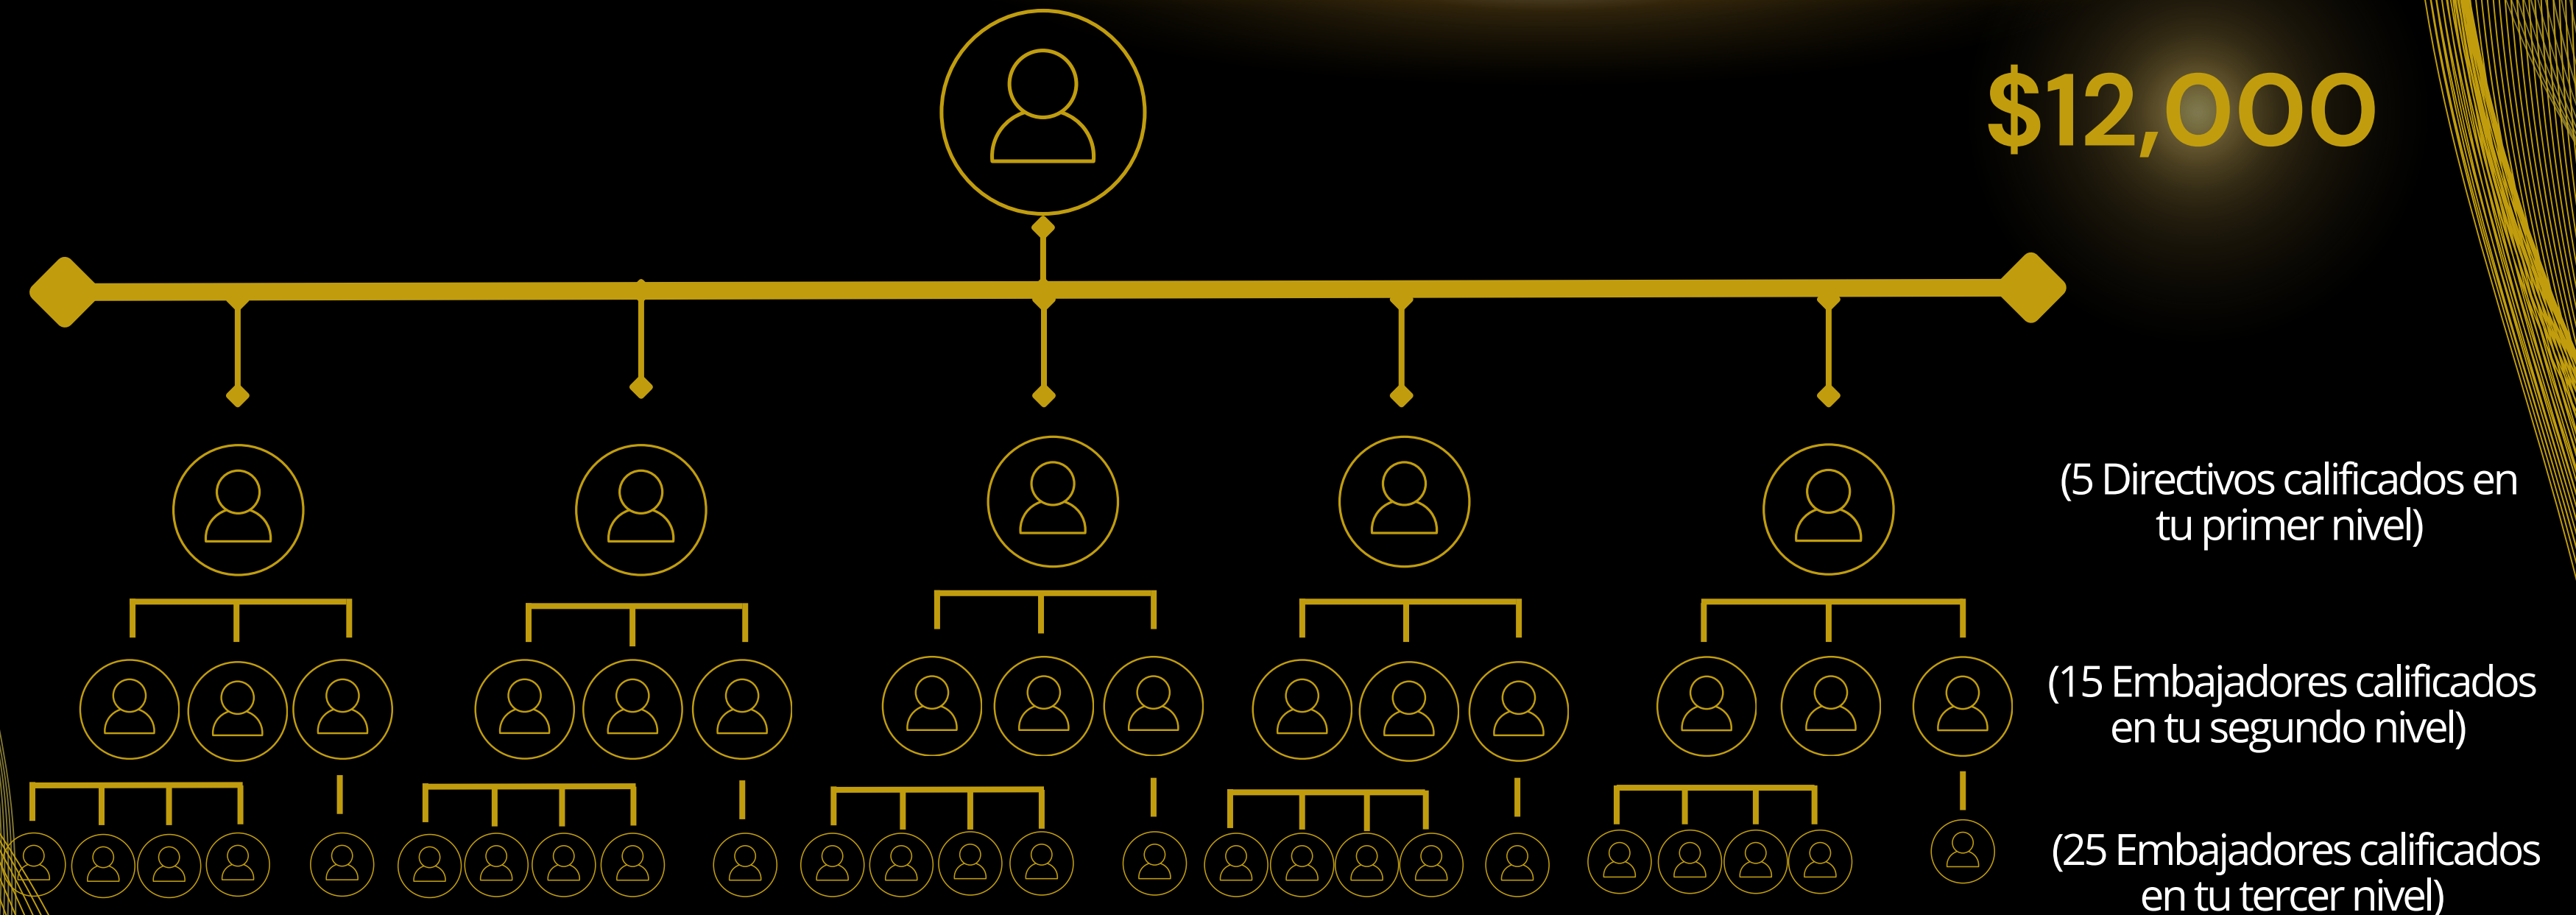 $12,000
(5 Directivos calificados en
tu primer nivel)
(15 Embajadores calificados
en tu segundo nivel)
(25 Embajadores calificados
en tu tercer nivel)